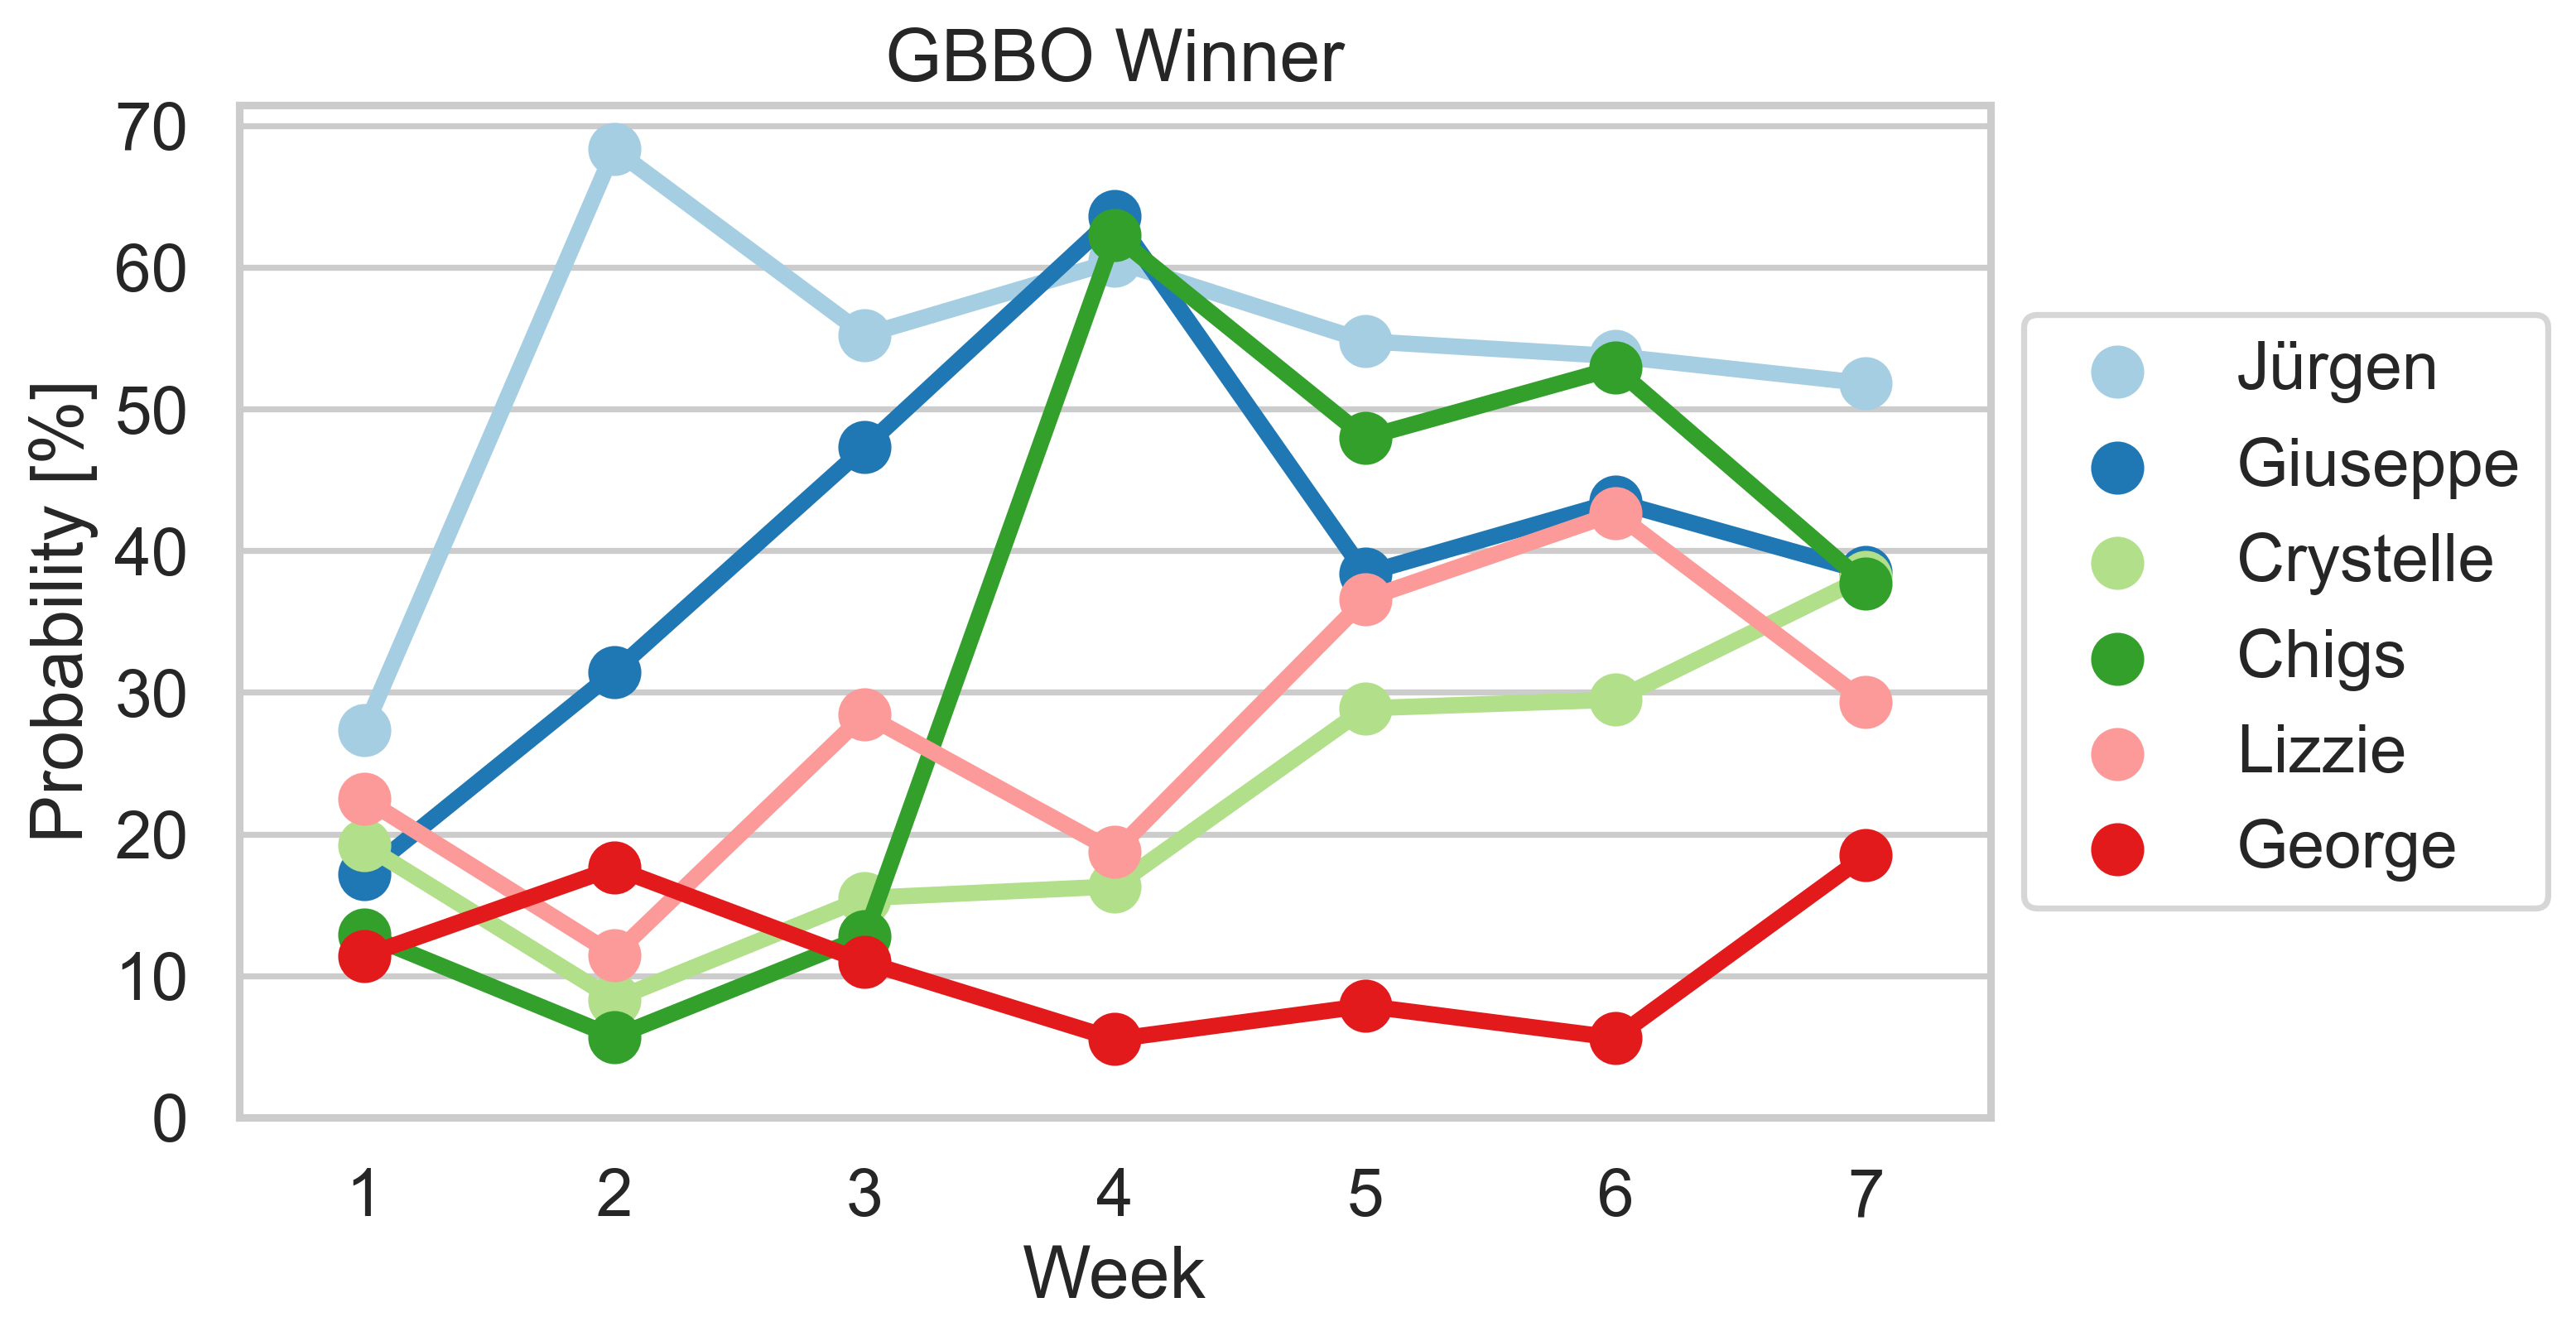 GBBO Winner
Probability [%]
70
60
50
40
30
20
10
0
1 2 3 4 5 6 7
Week
Jürgen
Giuseppe
Crystelle
Chigs
Lizzie
George